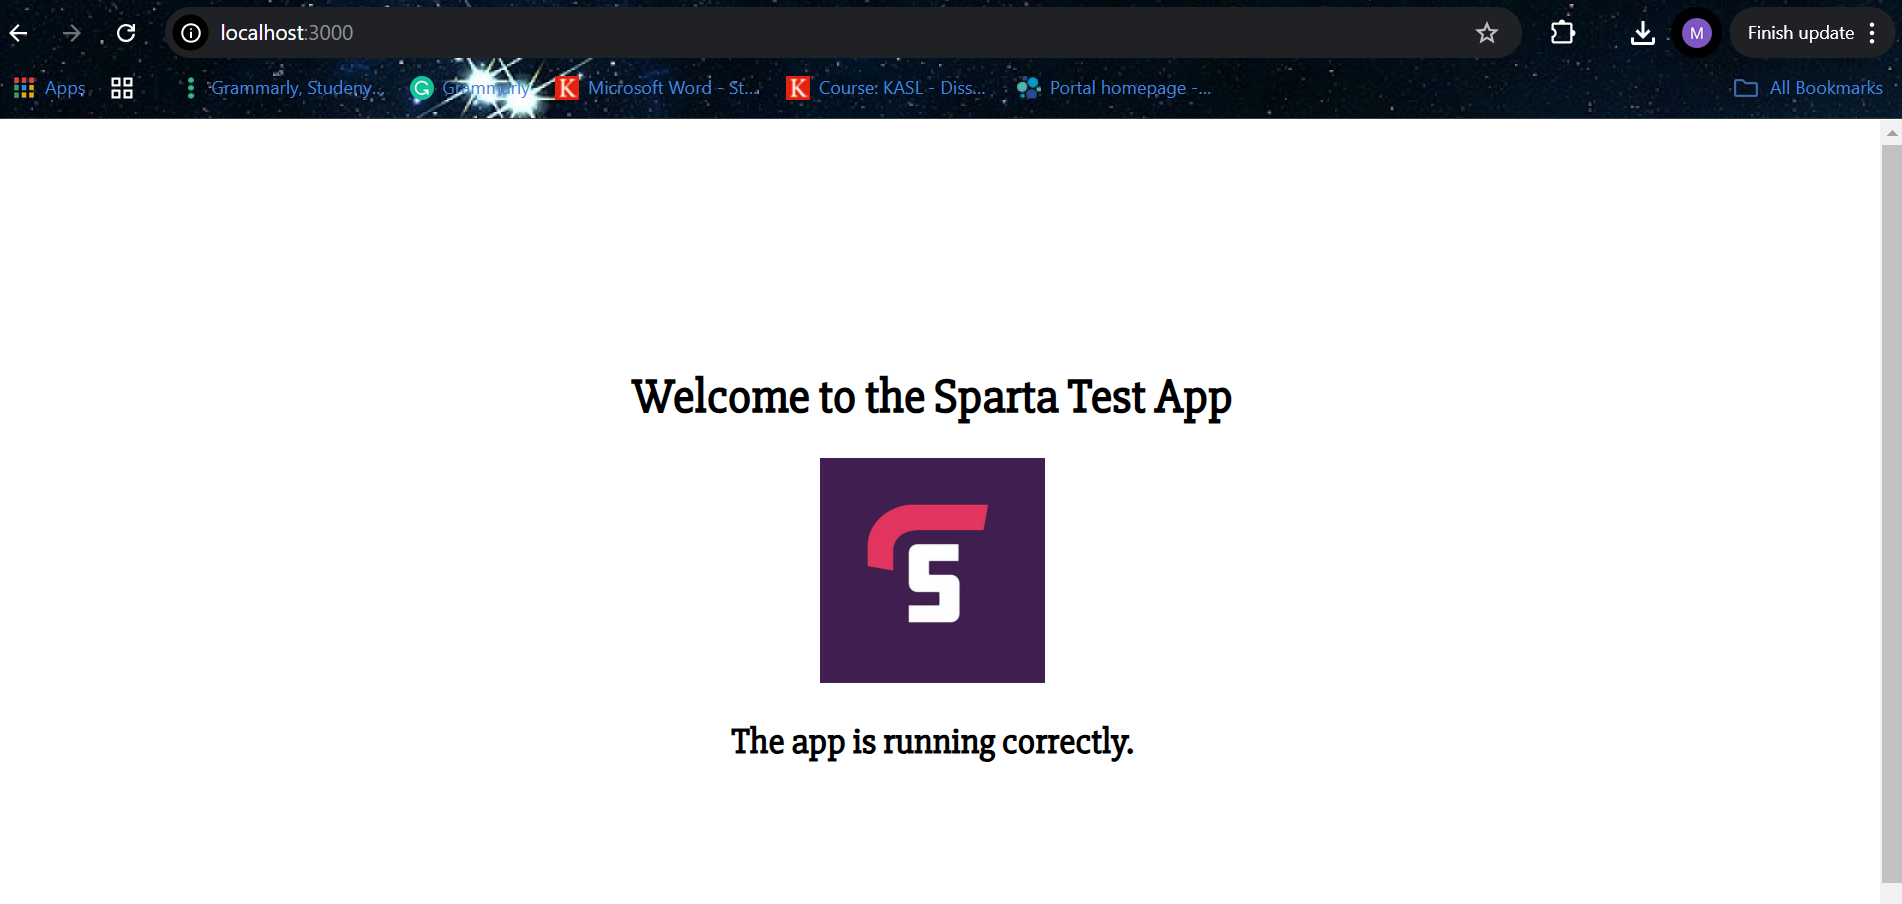 localhost:3000
M
Finish update
Apps
Grammarly, Studeny...
G
Grammarly
K
Microsoft Word - St...
K
Course: KASL - Diss...
Portal homepage -...
All Bookmarks
Welcome to the Sparta Test App
S
The app is running correctly.